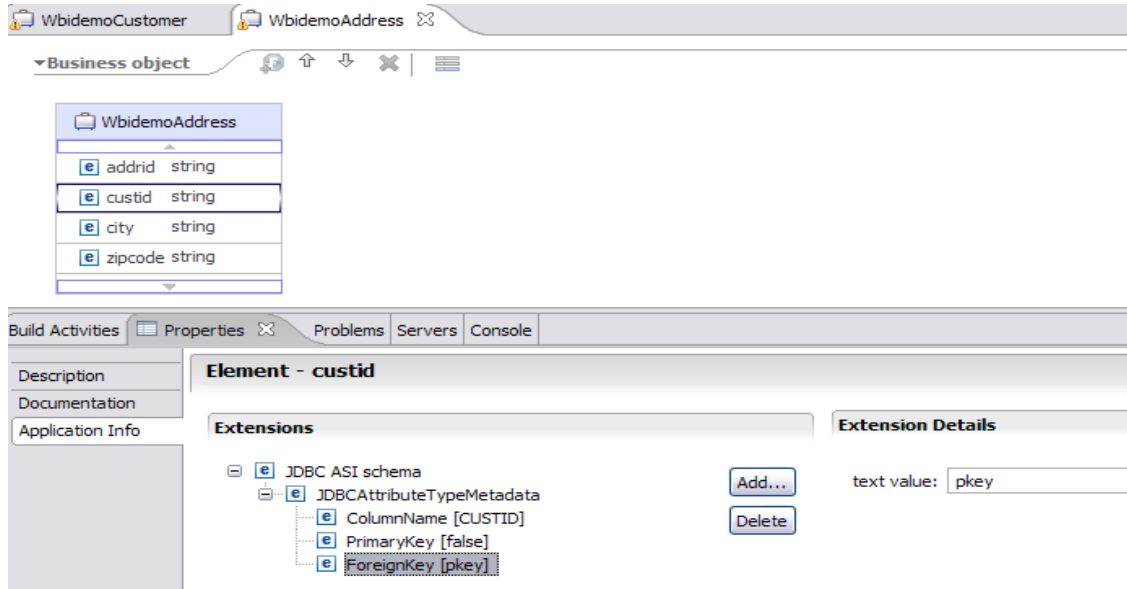 WbidemoCustomer WbidemoAddress
Business object
WbidemoAddress
addrid string
custid string
city string
zipcode string
Build Activities Properties Problems Servers Console
Description
Documentation
Application Info
Element - custid
Extensions
Extension Details
JDBC ASI schema
JDBCAttributeTypeMetadata
ColumnName [CUSTID]
PrimaryKey [false]
ForeignKey [pkey]
Add...
Delete
text value: pkey